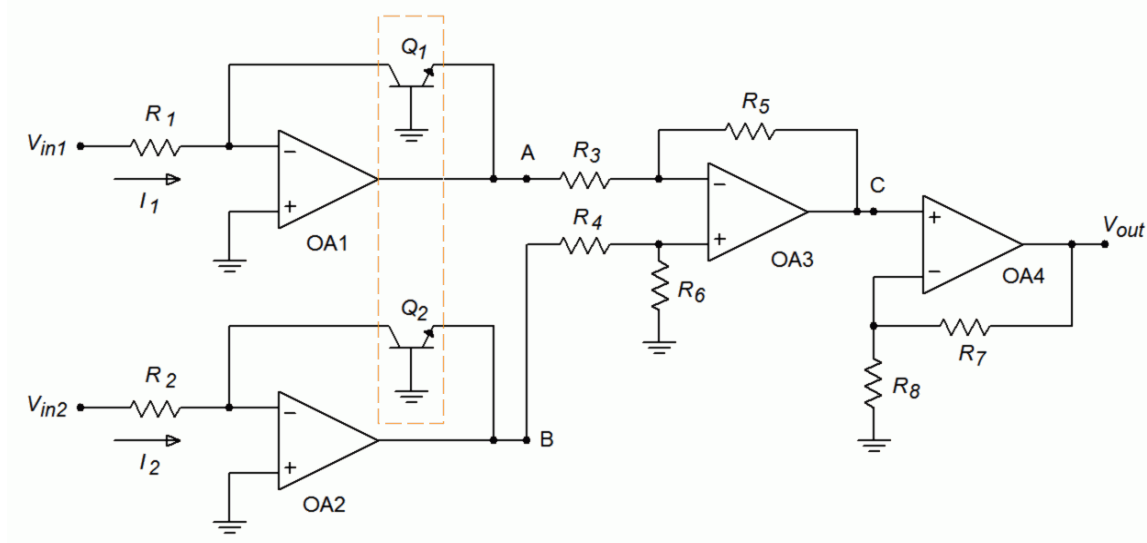 Q1
R1
Vin1
I1
−
+
OA1
A
R3
R5
−
+
OA3
R4
R6
C
+
−
OA4
Vout
R7
R8
Q2
R2
Vin2
I2
−
+
OA2
B